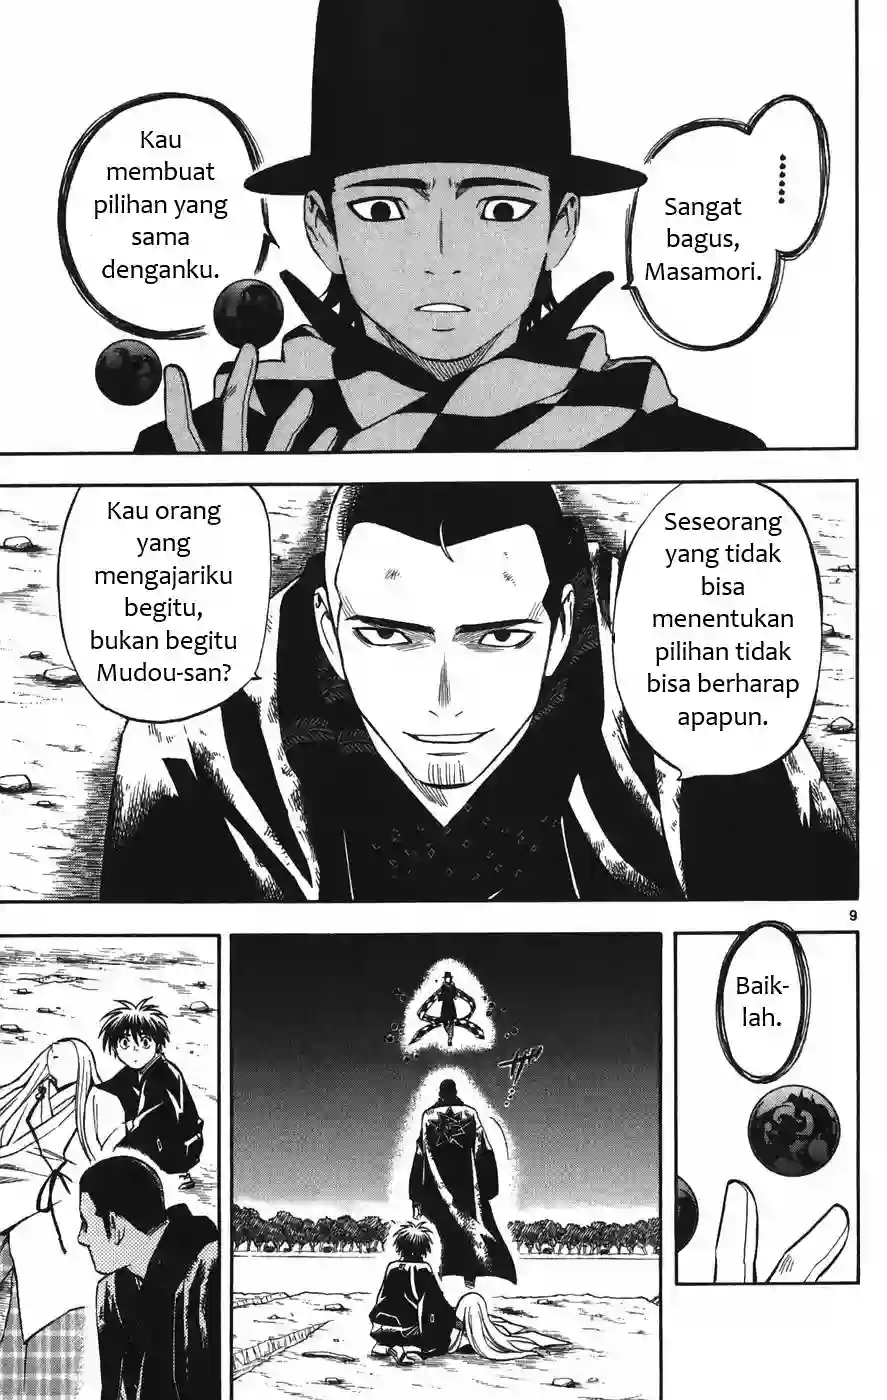 ........
Sangat
bagus,
Masamori.
Kau
membuat
pilihan yang
sama
denganku.
Seseorang
yang tidak
bisa
menentukan
pilihan tidak
bisa berharap
apapun.
Kau orang
yang
mengajariku
begitu,
bukan begitu
Mudou-san?
9
Baik-
lah.